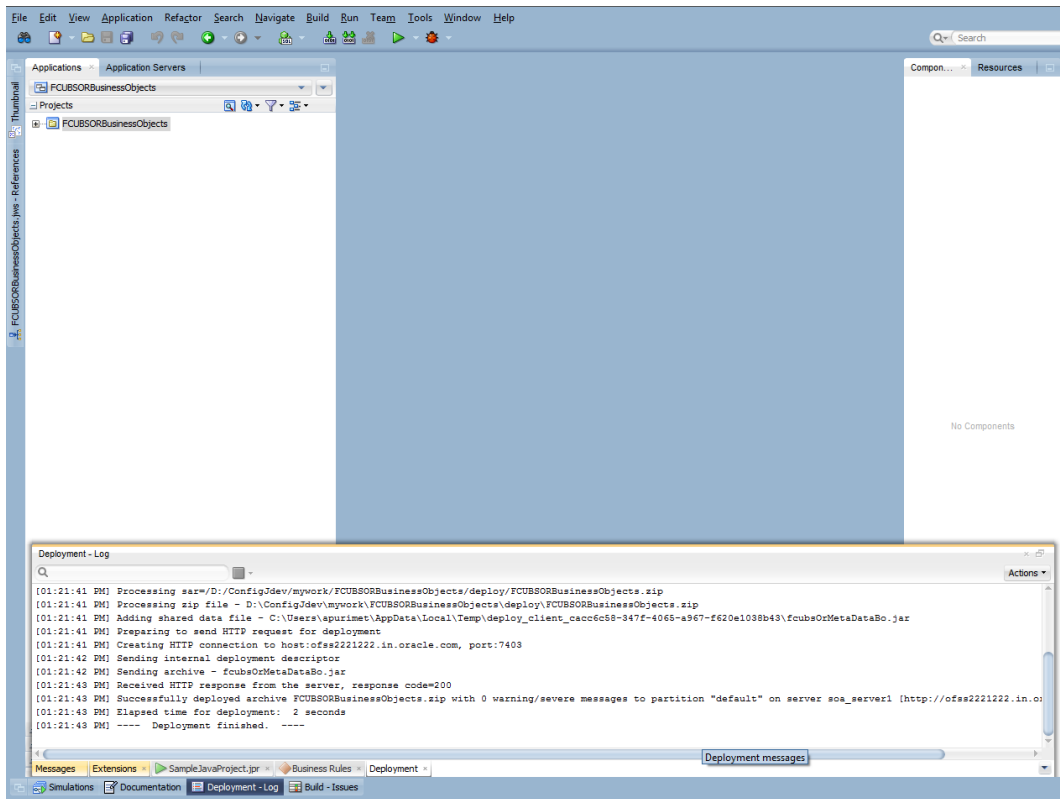 File Edit View Application Refactor Search Navigate Build Run Team Tools Window Help
Search
Applications Application Servers
FCUBSORBusinessObjects
Projects
FCUBSORBusinessObjects
Thumbnail
FCUBSORBusinessObjects.jws - References
Compon... Resources
No Components
Deployment - Log
Actions
[01:21:41 PM] Processing sar=/D:/ConfigJdev/mywork/FCUBSORBusinessObjects/deploy/FCUBSORBusinessObjects.zip
[01:21:41 PM] Processing zip file - D:\ConfigJdev\mywork\FCUBSORBusinessObjects\deploy\FCUBSORBusinessObjects.zip
[01:21:41 PM] Adding shared data file - C:\Users\apurimet\AppData\Local\Temp\deploy_client_cacc6c58-347f-4065-a967-f620e1038b43\fcubsOrMetaDataBo.jar
[01:21:41 PM] Preparing to send HTTP request for deployment
[01:21:41 PM] Creating HTTP connection to host:ofss2221222.in.oracle.com, port:7403
[01:21:42 PM] Sending internal deployment descriptor
[01:21:42 PM] Sending archive - fcubsOrMetaDataBo.jar
[01:21:43 PM] Received HTTP response from the server, response code=200
[01:21:43 PM] Successfully deployed archive FCUBSORBusinessObjects.zip with 0 warning/severe messages to partition "default" on server soa_server1 [http://ofss2221222.in.o
[01:21:43 PM] Elapsed time for deployment: 2 seconds
[01:21:43 PM] ---- Deployment finished. ----
Deployment messages
Messages Extensions SampleJavaProject.jpr Business Rules Deployment
Simulations Documentation Deployment - Log Build - Issues